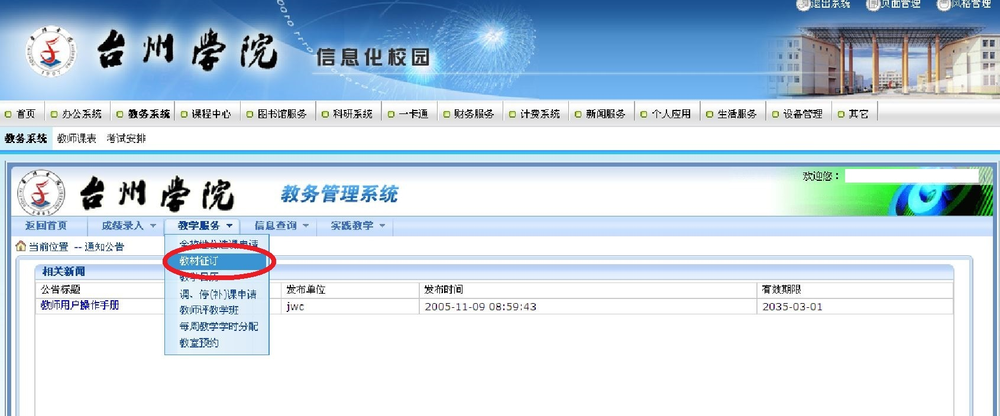 退出系统 页面管理 风格管理
台州学院 信息化校园
1907
首页 办公系统 教务系统 课程中心 图书馆服务 科研系统 一卡通 财务服务 计费系统 新闻服务 个人应用 生活服务 设备管理 其它
教务系统 教师课表 考试安排
欢迎您：
台州学院 教务管理系统
返回首页 成绩录入 教学服务 信息查询 实践教学
当前位置 -- 通知公告
全校性公选课申请
教材征订
教学日历
调、停(补)课申请
教师评教学班
每周教学学时分配
教室预约
相关新闻
公告标题 发布单位 发布时间 有效期限
教师用户操作手册 jwc 2005-11-09 08:59:43 2035-03-01